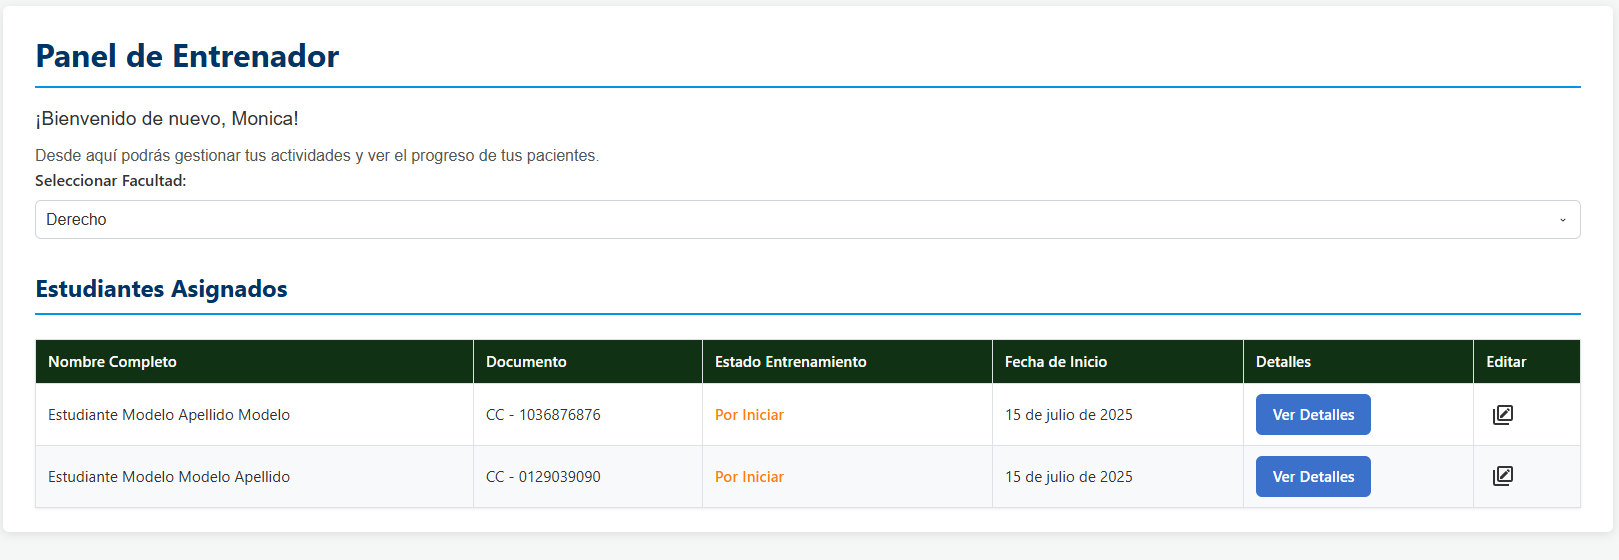 Panel de Entrenador
¡Bienvenido de nuevo, Monica!
Desde aquí podrás gestionar tus actividades y ver el progreso de tus pacientes.
Seleccionar Facultad:
Derecho
Estudiantes Asignados
Nombre Completo Documento Estado Entrenamiento Fecha de Inicio Detalles Editar
Estudiante Modelo Apellido Modelo CC - 1036876876 Por Iniciar 15 de julio de 2025 Ver Detalles
Estudiante Modelo Modelo Apellido CC - 0129039090 Por Iniciar 15 de julio de 2025 Ver Detalles